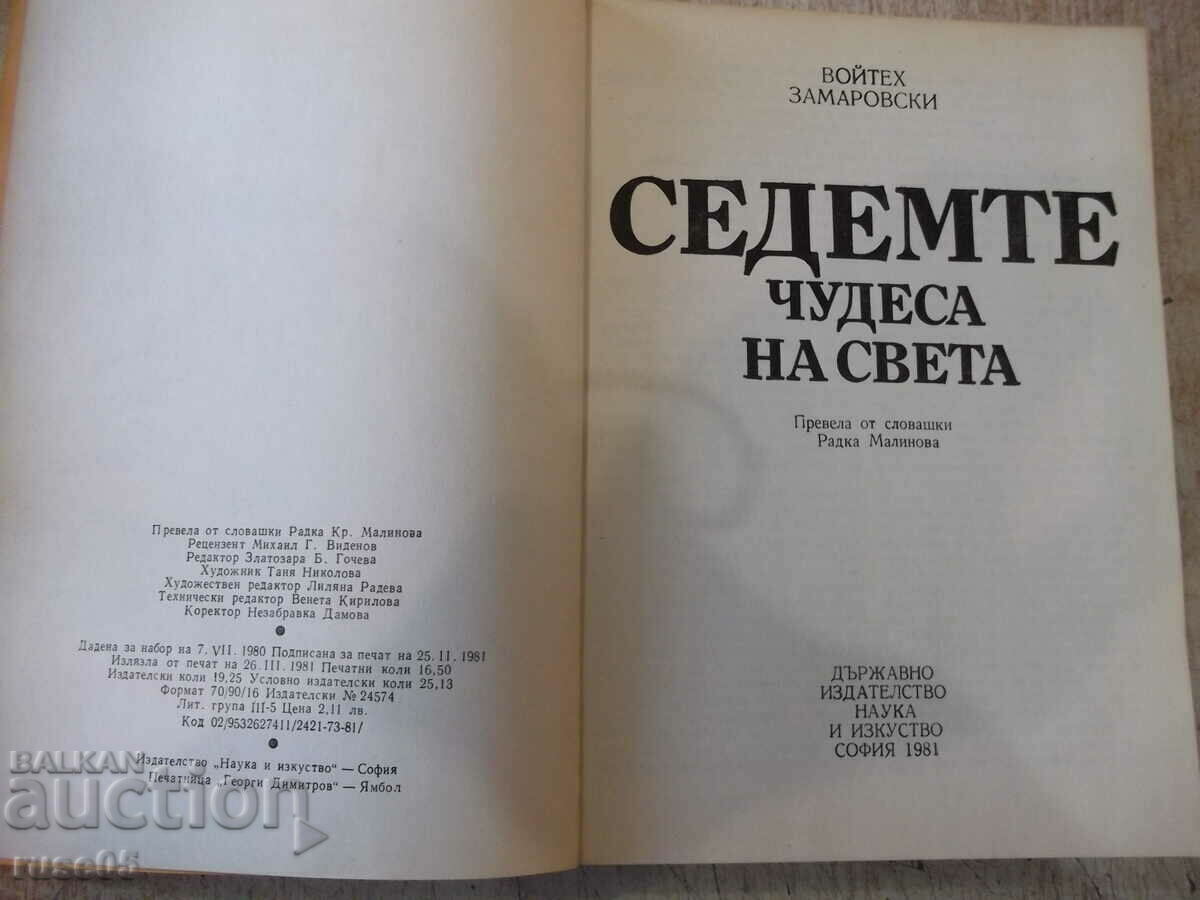 Превела от словашки Радка Кр. Малинова
Рецензент Михаил Г. Виденов
Редактор Златозара Б. Гочева
Художник Таня Николова
Художествен редактор Лиляна Радева
Технически редактор Венета Кирилова
Коректор Незабравка Дамова
Дадена за набор на 7. VII. 1980 Подписана за печат на 25. II. 1981
Излязла от печат на 26. III. 1981 Печатни коли 16,50
Издателски коли 19,25 Условно издателски коли 25,13
Формат 70/90/16 Издателски № 24574
Лит. група III-5 Цена 2,11 лв.
Код 02/9532627411/2421-73-81/
Издателство „Наука и изкуство“ — София
Печатница „Георги Димитров“ — Ямбол
BALKAN
auction
ruse05
ВОЙТЕХ
ЗАМАРОВСКИ
СЕДЕМТЕ
ЧУДЕСА
НА СВЕТА
Превела от словашки
Радка Малинова
ДЪРЖАВНО
ИЗДАТЕЛСТВО
НАУКА
И ИЗКУСТВО
СОФИЯ 1981